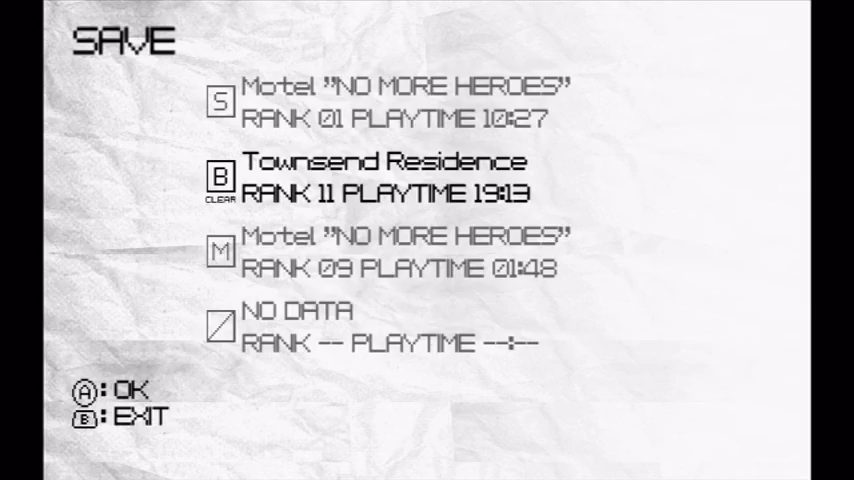 SAVE
S
Motel "NO MORE HEROES"
RANK 01 PLAYTIME 10:27
B
CLEAR
Townsend Residence
RANK 11 PLAYTIME 19:13
M
Motel "NO MORE HEROES"
RANK 09 PLAYTIME 01:48
NO DATA
RANK -- PLAYTIME --:--
A: OK
B: EXIT